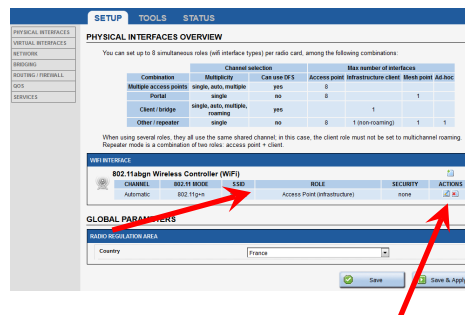 SETUP TOOLS STATUS
PHYSICAL INTERFACES
VIRTUAL INTERFACES
NETWORK
BRIDGING
ROUTING / FIREWALL
QOS
SERVICES
PHYSICAL INTERFACES OVERVIEW
You can set up to 8 simultaneous roles (wifi interface types) per radio card, among the following combinations:
Channel selection Max number of interfaces
Combination Multiplicity Can use DFS Access point Infrastructure client Mesh point Ad-hoc
Multiple access points single, auto, multiple yes 8
Portal single no 8 1
Client / bridge single, auto, multiple, roaming yes 1
Other / repeater single no 8 1 (non-roaming) 1 1
When using several roles, they all use the same shared channel; in this case, the client role must not be set to multichannel roaming.
Repeater mode is a combination of two roles: access point + client.
WIFI INTERFACE
802.11abgn Wireless Controller (WiFi)
CHANNEL 802.11 MODE SSID ROLE SECURITY ACTIONS
Automatic 802.11g+n Access Point (infrastructure) none
GLOBAL PARAMETERS
RADIO REGULATION AREA
Country France
Save Save & Apply